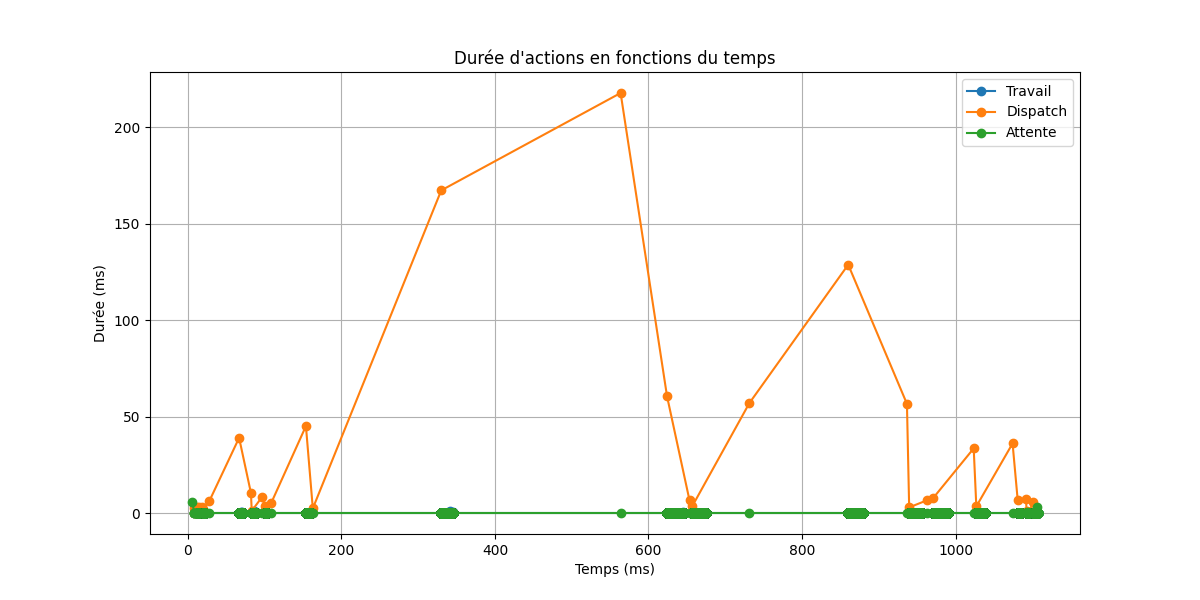 Durée d'actions en fonctions du temps
Travail
Dispatch
Attente
Durée (ms)
200
150
100
50
0
0 200 400 600 800 1000
Temps (ms)